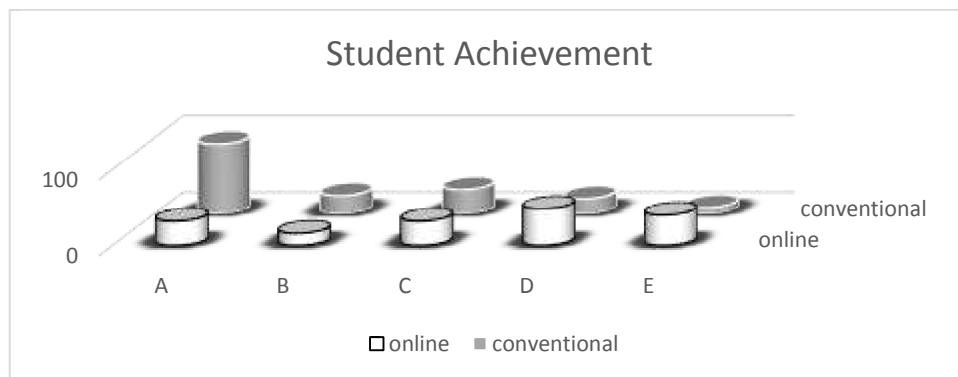 Student Achievement
100
0
conventional
online
A B C D E
online conventional